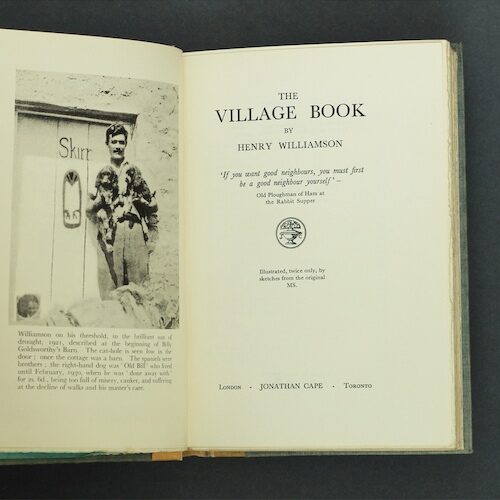 Skirr
Williamson on his threshold, in the brilliant sun of
drought, 1921, described at the beginning of Billy
Goldsworthy's Barn. The cat-hole is seen low in the
door; once the cottage was a barn. The spaniels were
brothers; the right-hand dog was 'Old Bill' who lived
until February, 1930, when he was 'done away with'
for 2s. 6d., being too full of misery, canker, and suffering
at the decline of walks and his master's care.
THE
VILLAGE BOOK
BY
HENRY WILLIAMSON
'If you want good neighbours, you must first
be a good neighbour yourself' –
Old Ploughman of Ham at
the Rabbit Supper
Illustrated, twice only, by
sketches from the original
MS.
LONDON · JONATHAN CAPE · TORONTO